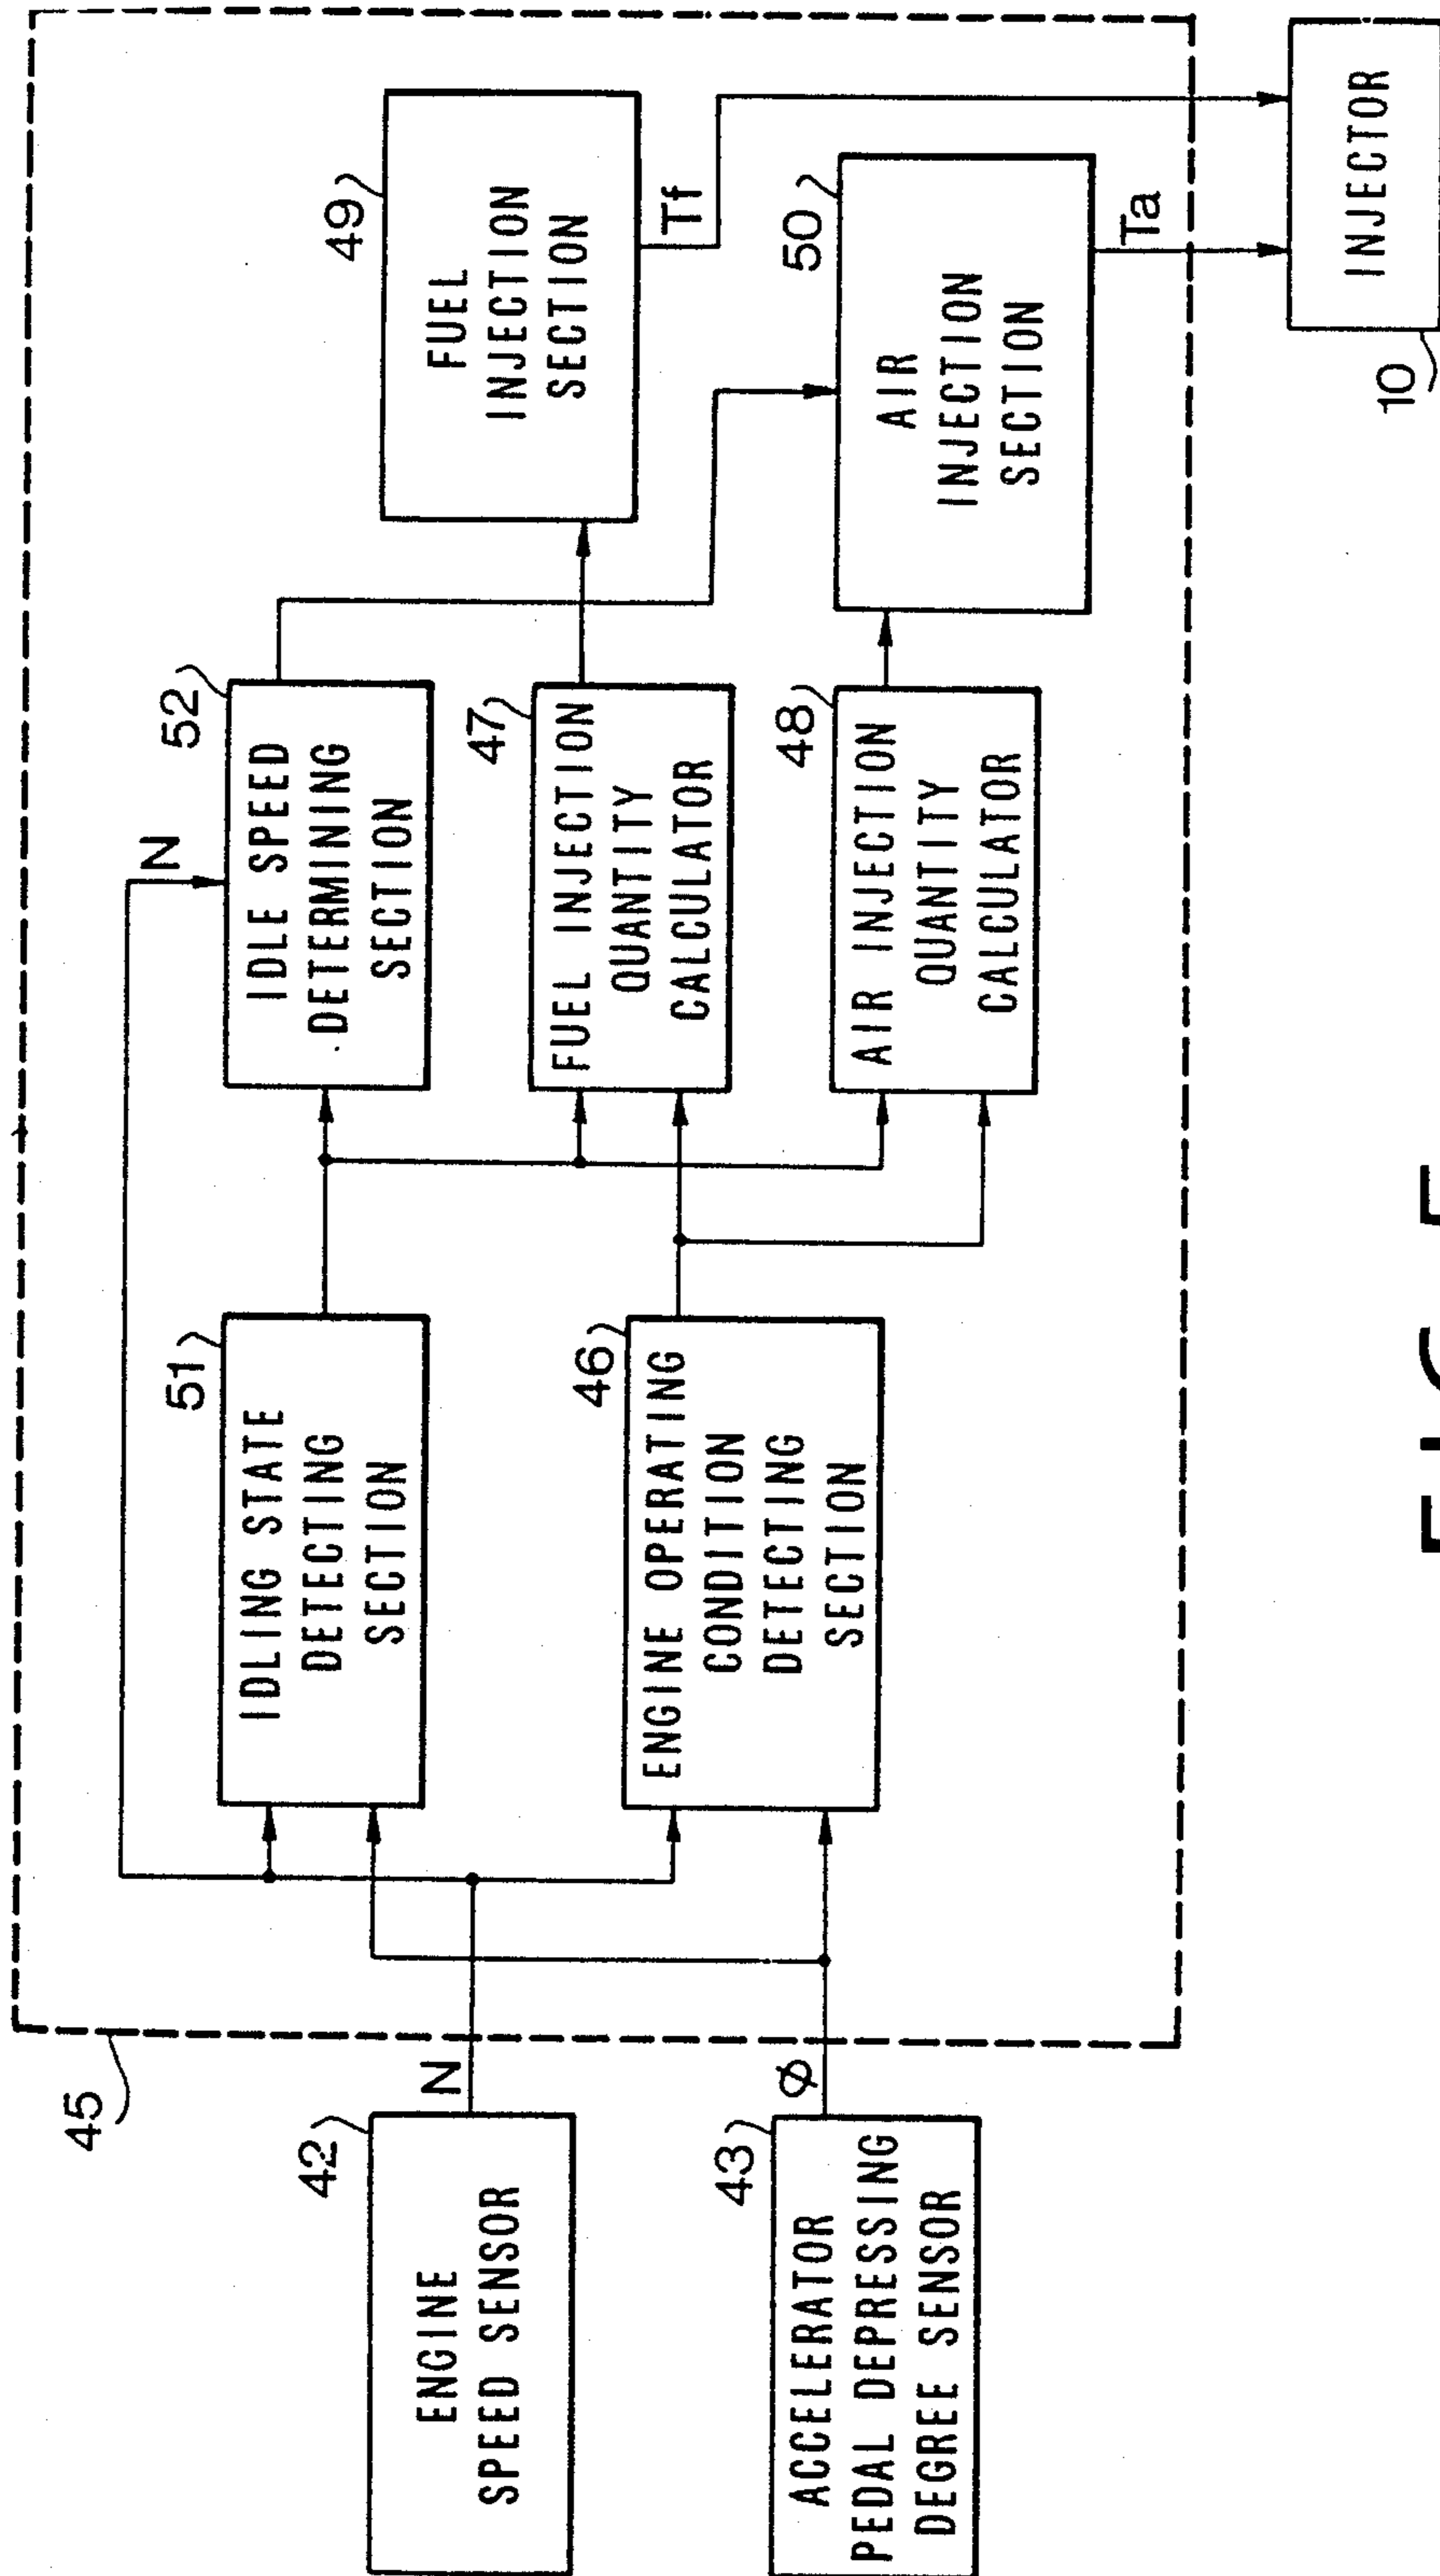 45
42
ENGINE
SPEED SENSOR
N
43
ACCELERATOR
PEDAL DEPRESSING
DEGREE SENSOR
Ø
51
IDLING STATE
DETECTING
SECTION
46
ENGINE OPERATING
CONDITION
DETECTING
SECTION
N
52
IDLE SPEED
DETERMINING
SECTION
47
FUEL INJECTION
QUANTITY
CALCULATOR
48
AIR INJECTION
QUANTITY
CALCULATOR
49
FUEL
INJECTION
SECTION
Tf
50
AIR
INJECTION
SECTION
Ta
10
INJECTOR